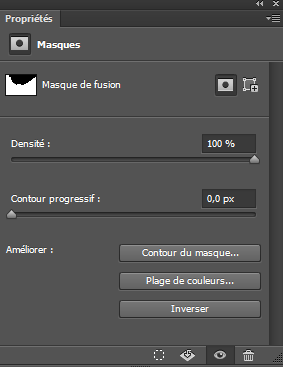 Propriétés
Masques
Masque de fusion
Densité :
100 %
Contour progressif :
0,0 px
Améliorer :
Contour du masque...
Plage de couleurs...
Inverser